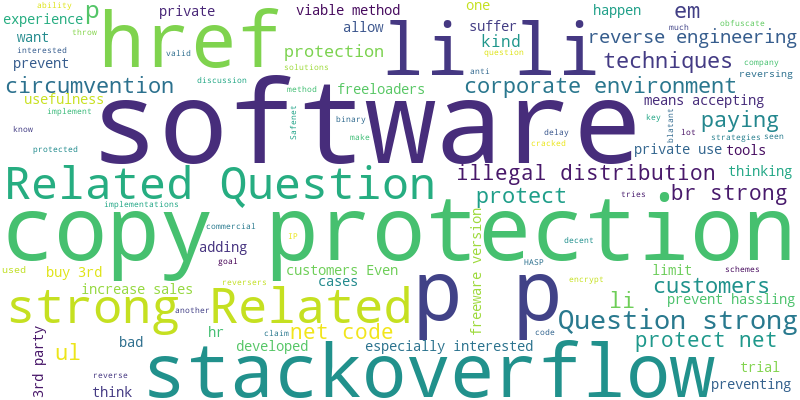 ability
experience p private viable method one happen em obfuscate
interested throw href allow suffer li li much
want valid protection kind question reverse engineering
prevent discussion solutions techniques anti company
circumvention method freeloaders corporate environment reversing
usefulness software means accepting
implement Safenet binary key blatant paying
know make delay lot strategies seen
protected cracked private use tools
Related Question illegal distribution thinking
implementations protect tries br strong
copy protection
commercial IP
adding decent
goal HASP
used buy 3rd reversers customers Even freeware version limit schemes
increase sales cases p p encrypt customers
strong Related li prevent hassling
another Question strong
hr claim net code code protect net
ul bad developed especially interested
3rd party stackoverflow trial
reverse preventing
think